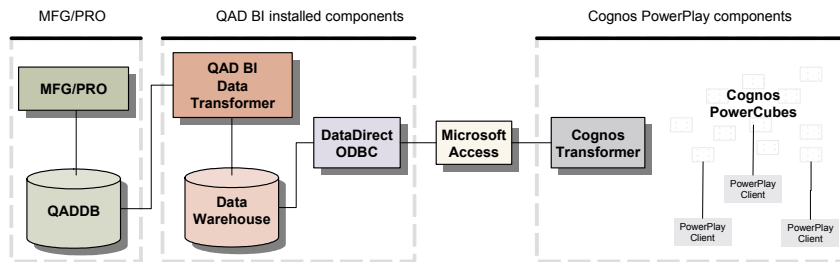 MFG/PRO
QAD BI installed components
Cognos PowerPlay components
MFG/PRO
QADDB
QAD BI
Data
Transformer
Data
Warehouse
DataDirect
ODBC
Microsoft
Access
Cognos
Transformer
Cognos
PowerCubes
PowerPlay
Client
PowerPlay
Client
PowerPlay
Client